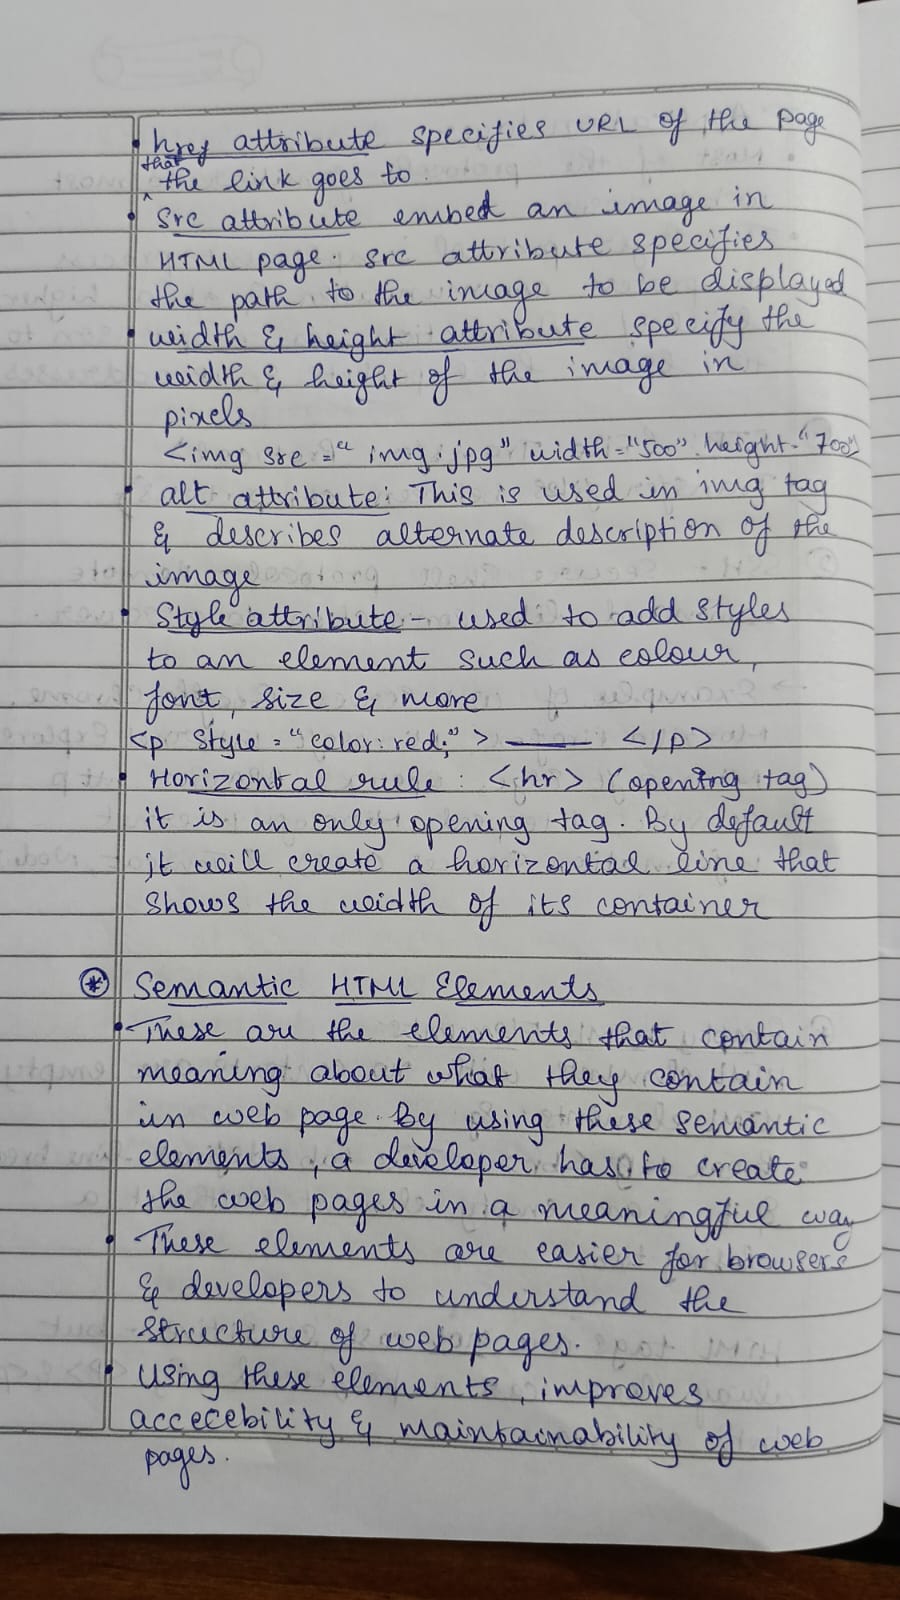 • href attribute specifies URL of the page
that
^ the link goes to.
• src attribute embed an image in
HTML page. src attribute specifies
the path to the image to be displayed
• width & height attribute specify the
width & height of the image in
pixels
<img src = "img.jpg" width="500" height="700">
• alt attribute: This is used in img tag
& describes alternate description of the
image
• Style attribute - used to add styles
to an element such as colour,
font, size & more
<p style = "color: red;"> ——— </p>
• Horizontal rule : <hr> (opening tag)
it is an only opening tag. By default
it will create a horizontal line that
shows the width of its container
⊛ Semantic HTML Elements
• These are the elements that contain
meaning about what they contain
in web page. By using these semantic
elements, a developer has to create
the web pages in a meaningful way
• These elements are easier for browsers
& developers to understand the
structure of web pages.
• Using these elements, improves
accecebility & maintainability of web
pages.